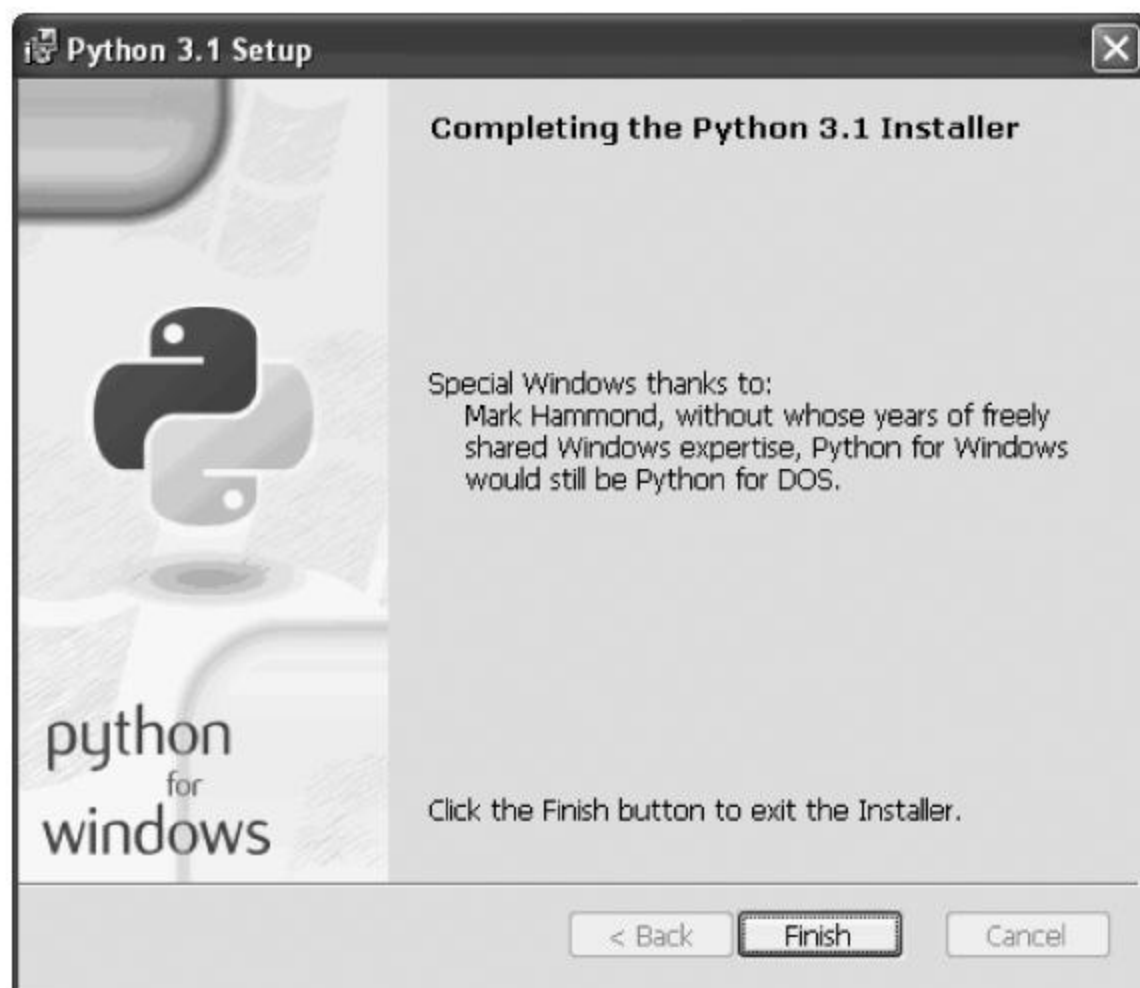 Python 3.1 Setup
Completing the Python 3.1 Installer
Special Windows thanks to:
Mark Hammond, without whose years of freely
shared Windows expertise, Python for Windows
would still be Python for DOS.
python
for
windows
Click the Finish button to exit the Installer.
< Back
Finish
Cancel